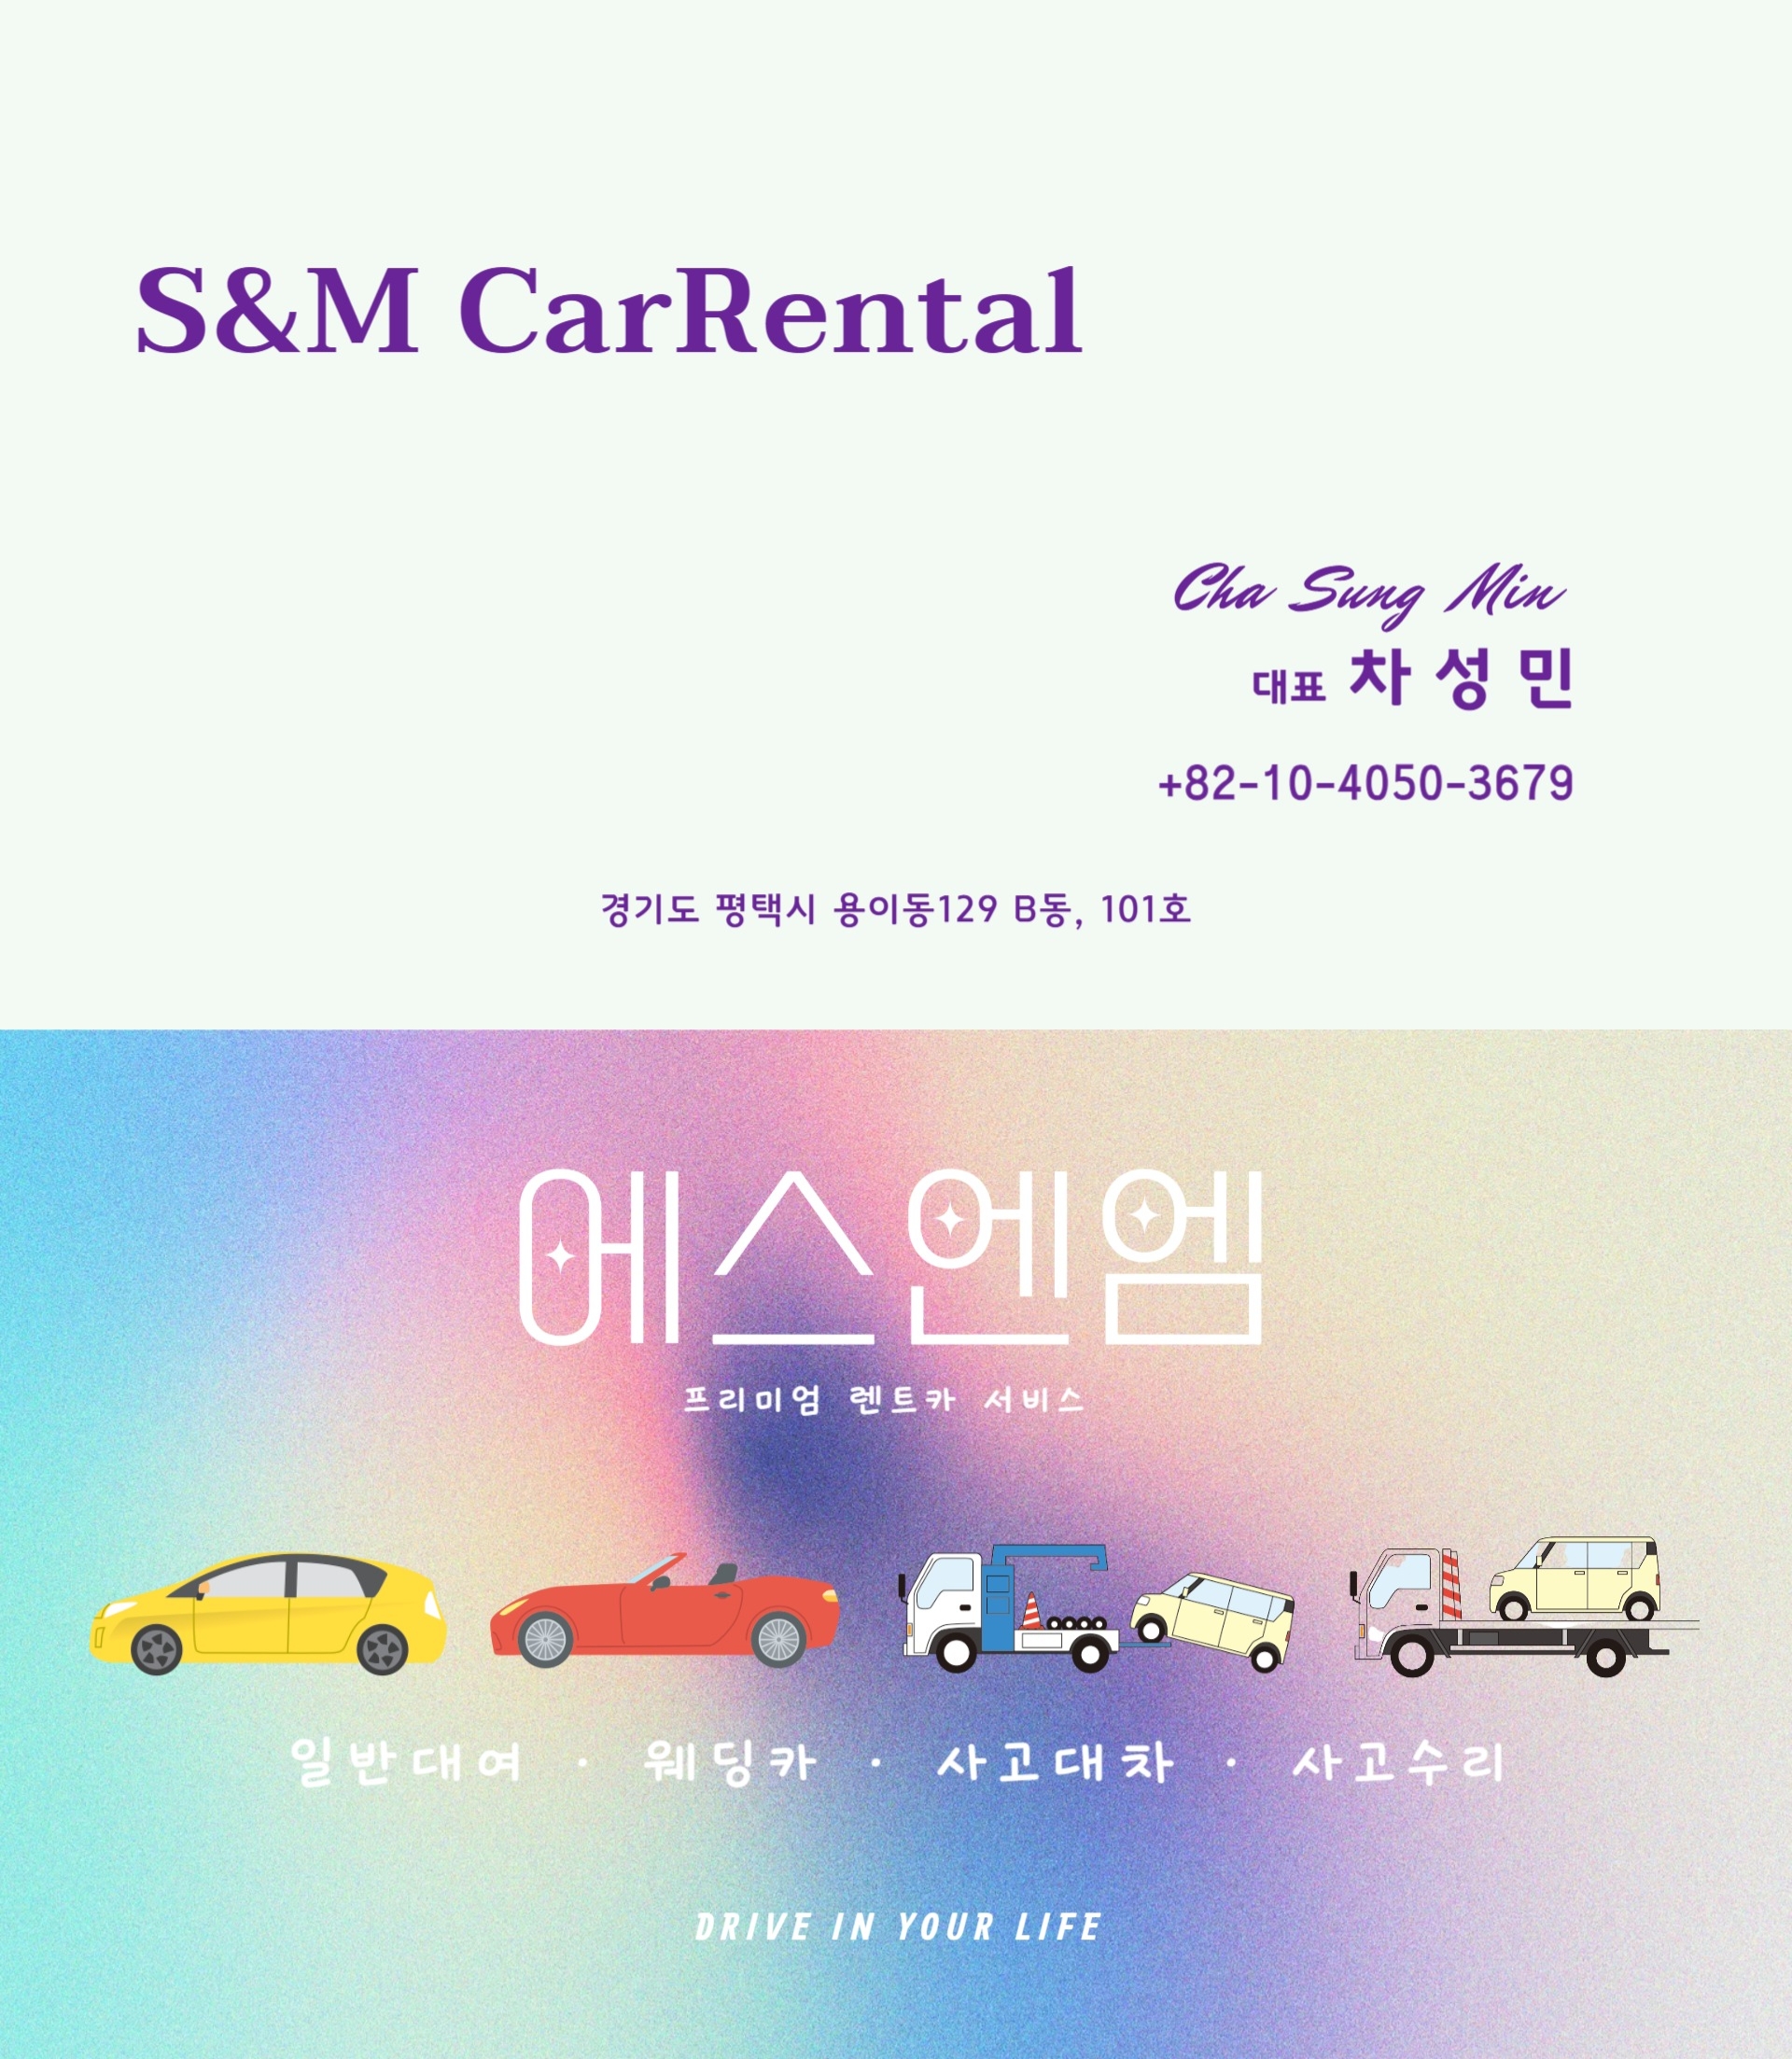 S&M CarRental
Cha Sung Min
대표 차 성 민
+82-10-4050-3679
경기도 평택시 용이동129 B동, 101호
에스엔엠
프리미엄 렌트카 서비스
일반대여 · 웨딩카 · 사고대차 · 사고수리
DRIVE IN YOUR LIFE